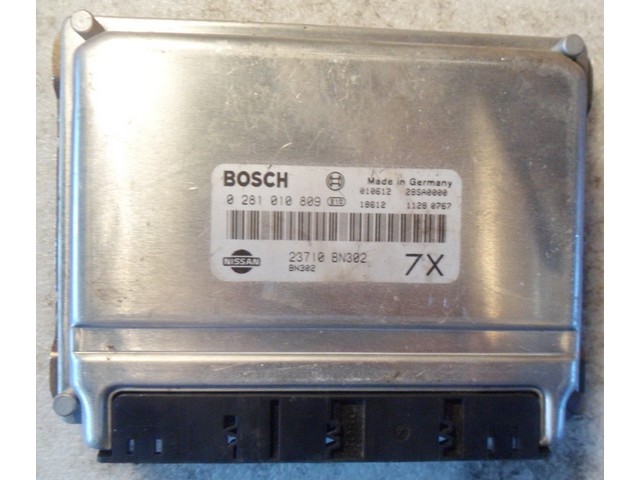 BOSCH
Made in Germany
010612 28SA0000
0 281 010 809
18612 1128 0767
NISSAN
23710 BN302
BN302
7X